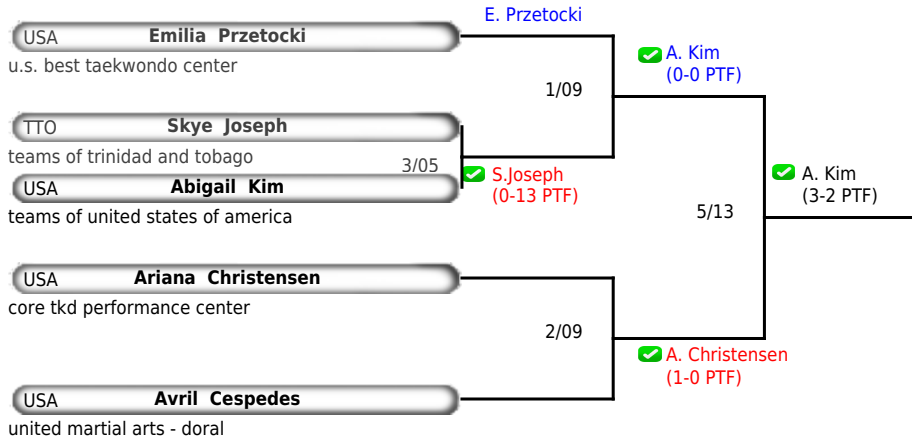 E. Przetocki
USA Emilia Przetocki
u.s. best taekwondo center
A. Kim
(0-0 PTF)
1/09
TTO Skye Joseph
teams of trinidad and tobago
3/05
USA Abigail Kim
S.Joseph
(0-13 PTF)
A. Kim
(3-2 PTF)
teams of united states of america
5/13
USA Ariana Christensen
core tkd performance center
2/09
A. Christensen
(1-0 PTF)
USA Avril Cespedes
united martial arts - doral